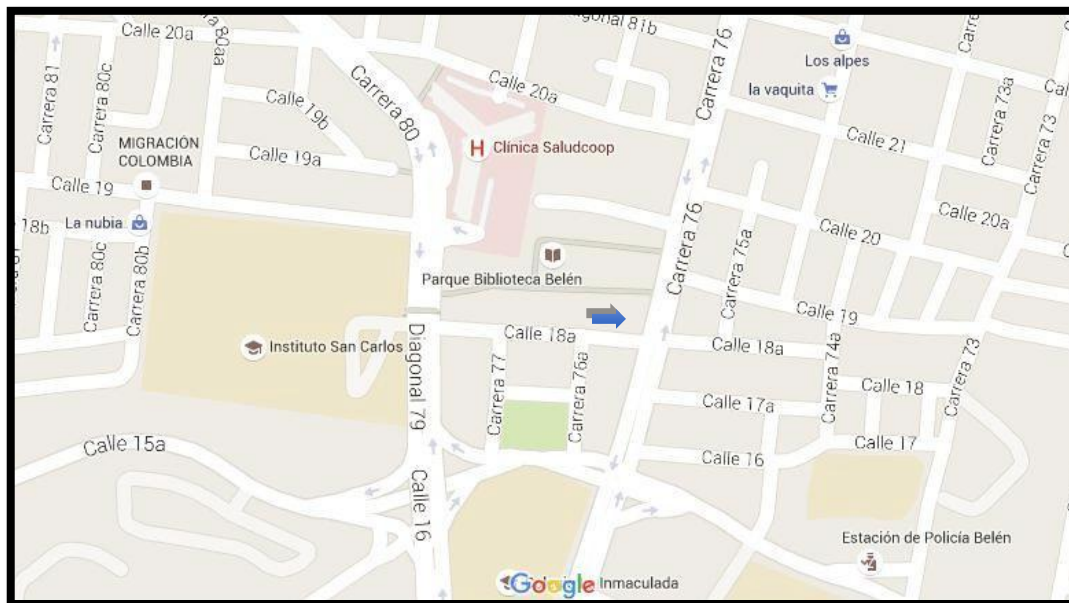 Calle 20a
Carrera 80aa
Diagonal 81b
Carrera 76
Los alpes
la vaquita
Carrera 73a
Carrera 73
Carrera 81
Carrera 80c
Calle 19b
Carrera 80
Calle 20a
Clínica Saludcoop
Calle 21
MIGRACIÓN
COLOMBIA
Calle 19a
Calle 19
La nubia
18b
Carrera 80c
Carrera 80b
Parque Biblioteca Belén
Carrera 76
Carrera 75a
Calle 20
Calle 20a
Calle 19
Instituto San Carlos
Diagonal 79
Calle 18a
Carrera 77
Carrera 76a
Calle 18a
Carrera 74a
Calle 18
Carrera 73
Calle 17a
Calle 15a
Calle 16
Calle 16
Calle 17
Estación de Policía Belén
Google
Inmaculada